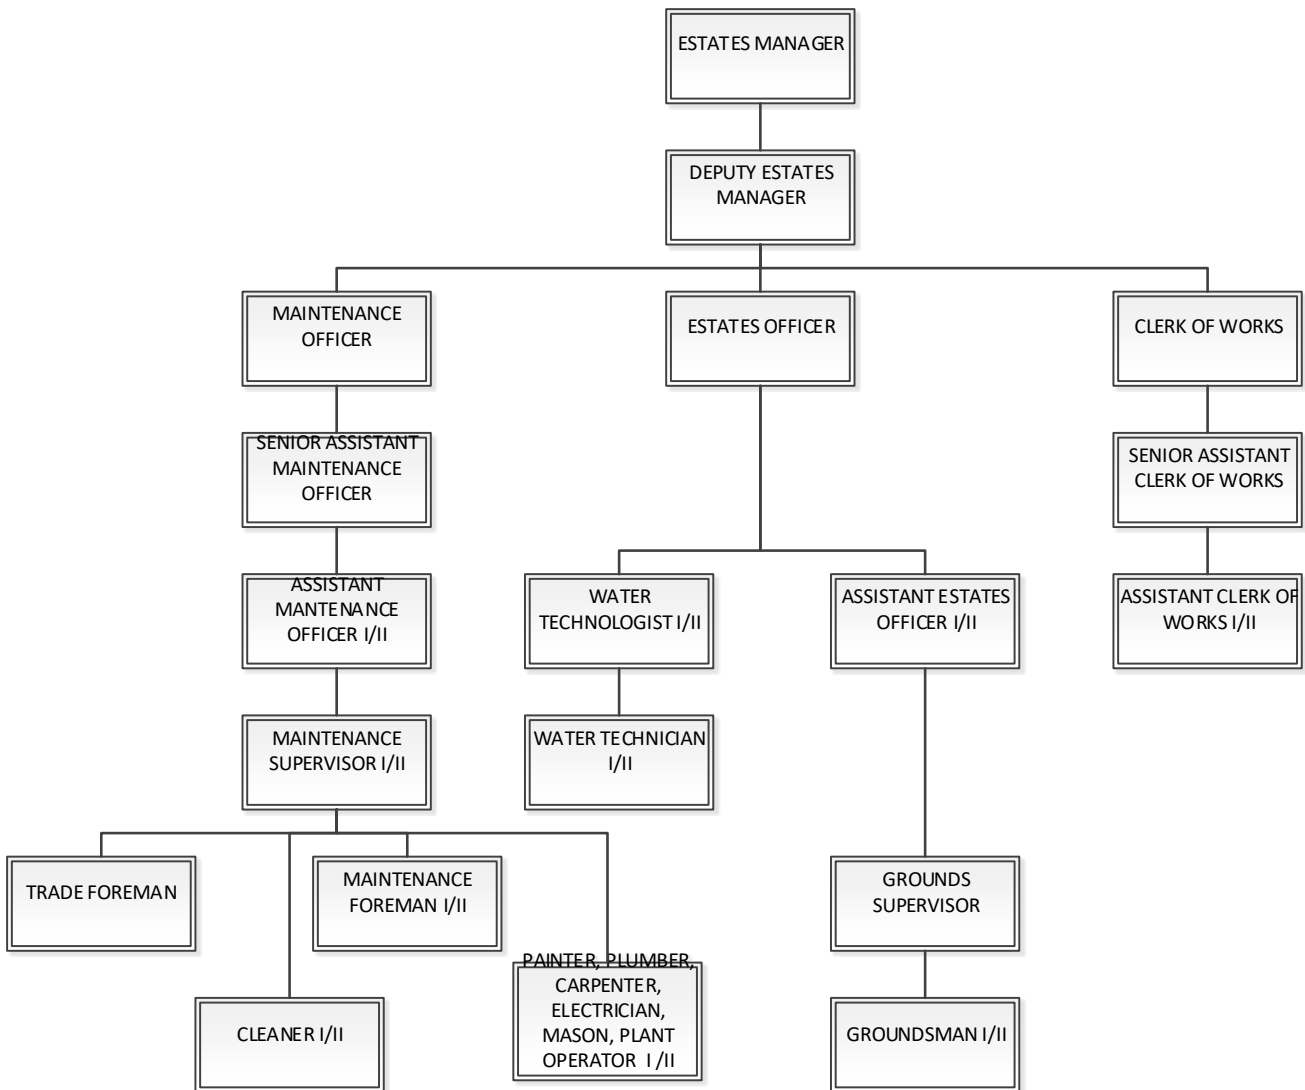 ESTATES MANAGER
DEPUTY ESTATES
MANAGER
MAINTENANCE
OFFICER
ESTATES OFFICER
CLERK OF WORKS
SENIOR ASSISTANT
MAINTENANCE
OFFICER
SENIOR ASSISTANT
CLERK OF WORKS
ASSISTANT
MANTENANCE
OFFICER I/II
WATER
TECHNOLOGIST I/II
ASSISTANT ESTATES
OFFICER I/II
ASSISTANT CLERK OF
WORKS I/II
MAINTENANCE
SUPERVISOR I/II
WATER TECHNICIAN
I/II
TRADE FOREMAN
MAINTENANCE
FOREMAN I/II
GROUNDS
SUPERVISOR
CLEANER I/II
PAINTER, PLUMBER,
CARPENTER,
ELECTRICIAN,
MASON, PLANT
OPERATOR I /II
GROUNDSMAN I/II